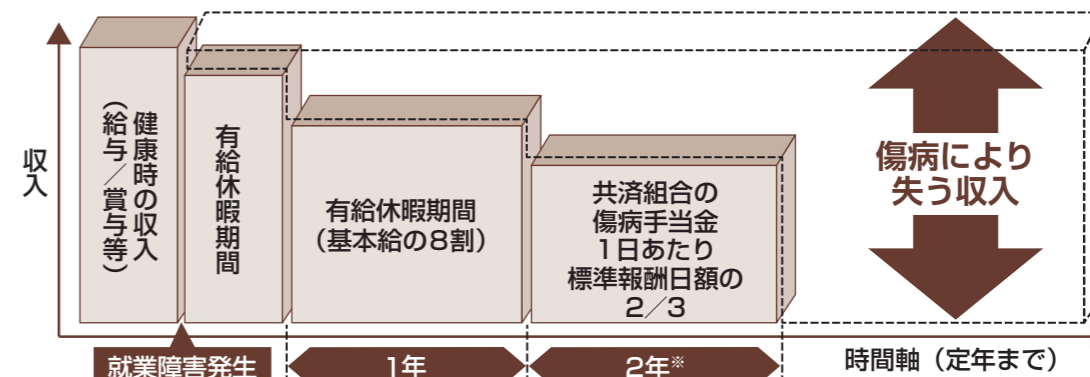 収入
健康時の収入
（給与／賞与等）
有給休暇期間
有給休暇期間
（基本給の８割）
共済組合の
傷病手当金
１日あたり
標準報酬日額の
２／３
傷病により
失う収入
就業障害発生
1年
2年※
時間軸（定年まで）